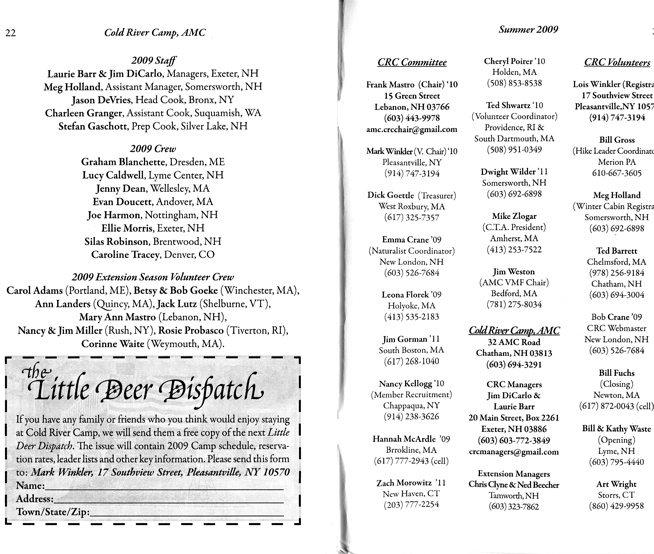 22
Cold River Camp, AMC
2009 Staff
Laurie Barr & Jim DiCarlo, Managers, Exeter, NH
Meg Holland, Assistant Manager, Somersworth, NH
Jason DeVries, Head Cook, Bronx, NY
Charleen Granger, Assistant Cook, Suquamish, WA
Stefan Gaschott, Prep Cook, Silver Lake, NH
2009 Crew
Graham Blanchette, Dresden, ME
Lucy Caldwell, Lyme Center, NH
Jenny Dean, Wellesley, MA
Evan Doucett, Andover, MA
Joe Harmon, Nottingham, NH
Ellie Morris, Exeter, NH
Silas Robinson, Brentwood, NH
Caroline Tracey, Denver, CO
2009 Extension Season Volunteer Crew
Carol Adams (Portland, ME), Betsy & Bob Goeke (Winchester, MA),
Ann Landers (Quincy, MA), Jack Lutz (Shelburne, VT),
Mary Ann Mastro (Lebanon, NH),
Nancy & Jim Miller (Rush, NY), Rosie Probasco (Tiverton, RI),
Corinne Waite (Weymouth, MA).
the
Little Deer Dispatch
If you have any family or friends who you think would enjoy staying
at Cold River Camp, we will send them a free copy of the next Little
Deer Dispatch. The issue will contain 2009 Camp schedule, reserva-
tion rates, leader lists and other key information. Please send this form
to: Mark Winkler, 17 Southview Street, Pleasantville, NY 10570
Name:
Address:
Town/State/Zip:
Summer 2009
CRC Committee
Frank Mastro (Chair) '10
15 Green Street
Lebanon, NH 03766
(603) 443-9978
amc.crcchair@gmail.com
Mark Winkler (V. Chair) '10
Pleasantville, NY
(914) 747-3194
Dick Goettle (Treasurer)
West Roxbury, MA
(617) 325-7357
Emma Crane '09
(Naturalist Coordinator)
New London, NH
(603) 526-7684
Leona Florek '09
Holyoke, MA
(413) 535-2183
Jim Gorman '11
South Boston, MA
(617) 268-1040
Nancy Kellogg '10
(Member Recruitment)
Chappaqua, NY
(914) 238-3626
Hannah McArdle '09
Brrokline, MA
(617) 777-2943 (cell)
Zach Morowitz '11
New Haven, CT
(203) 777-2254
Cheryl Poirer '10
Holden, MA
(508) 853-8538
Ted Shwartz '10
(Volunteer Coordinator)
Providence, RI &
South Dartmouth, MA
(508) 951-0349
Dwight Wilder '11
Somersworth, NH
(603) 692-6898
Mike Zlogar
(C.T.A. President)
Amherst, MA
(413) 253-7522
Jim Weston
(AMC VMF Chair)
Bedford, MA
(781) 275-8034
Cold River Camp, AMC
32 AMC Road
Chatham, NH 03813
(603) 694-3291
CRC Managers
Jim DiCarlo &
Laurie Barr
20 Main Street, Box 2261
Exeter, NH 03886
(603) 603-772-3849
crcmanagers@gmail.com
Extension Managers
Chris Clyne & Ned Beecher
Tamworth, NH
(603) 323-7862
CRC Volunteers
Lois Winkler (Registra
17 Southview Street
Pleasantville, NY 1057
(914) 747-3194
Bill Gross
(Hike Leader Coordinato
Merion PA
610-667-3605
Meg Holland
(Winter Cabin Registra
Somersworth, NH
(603) 692-6898
Ted Barrett
Chelmsford, MA
(978) 256-9184
Chatham, NH
(603) 694-3004
Bob Crane '09
CRC Webmaster
New London, NH
(603) 526-7684
Bill Fuchs
(Closing)
Newton, MA
(617) 872-0043 (cell)
Bill & Kathy Waste
(Opening)
Lyme, NH
(603) 795-4440
Art Wright
Storrs, CT
(860) 429-9958